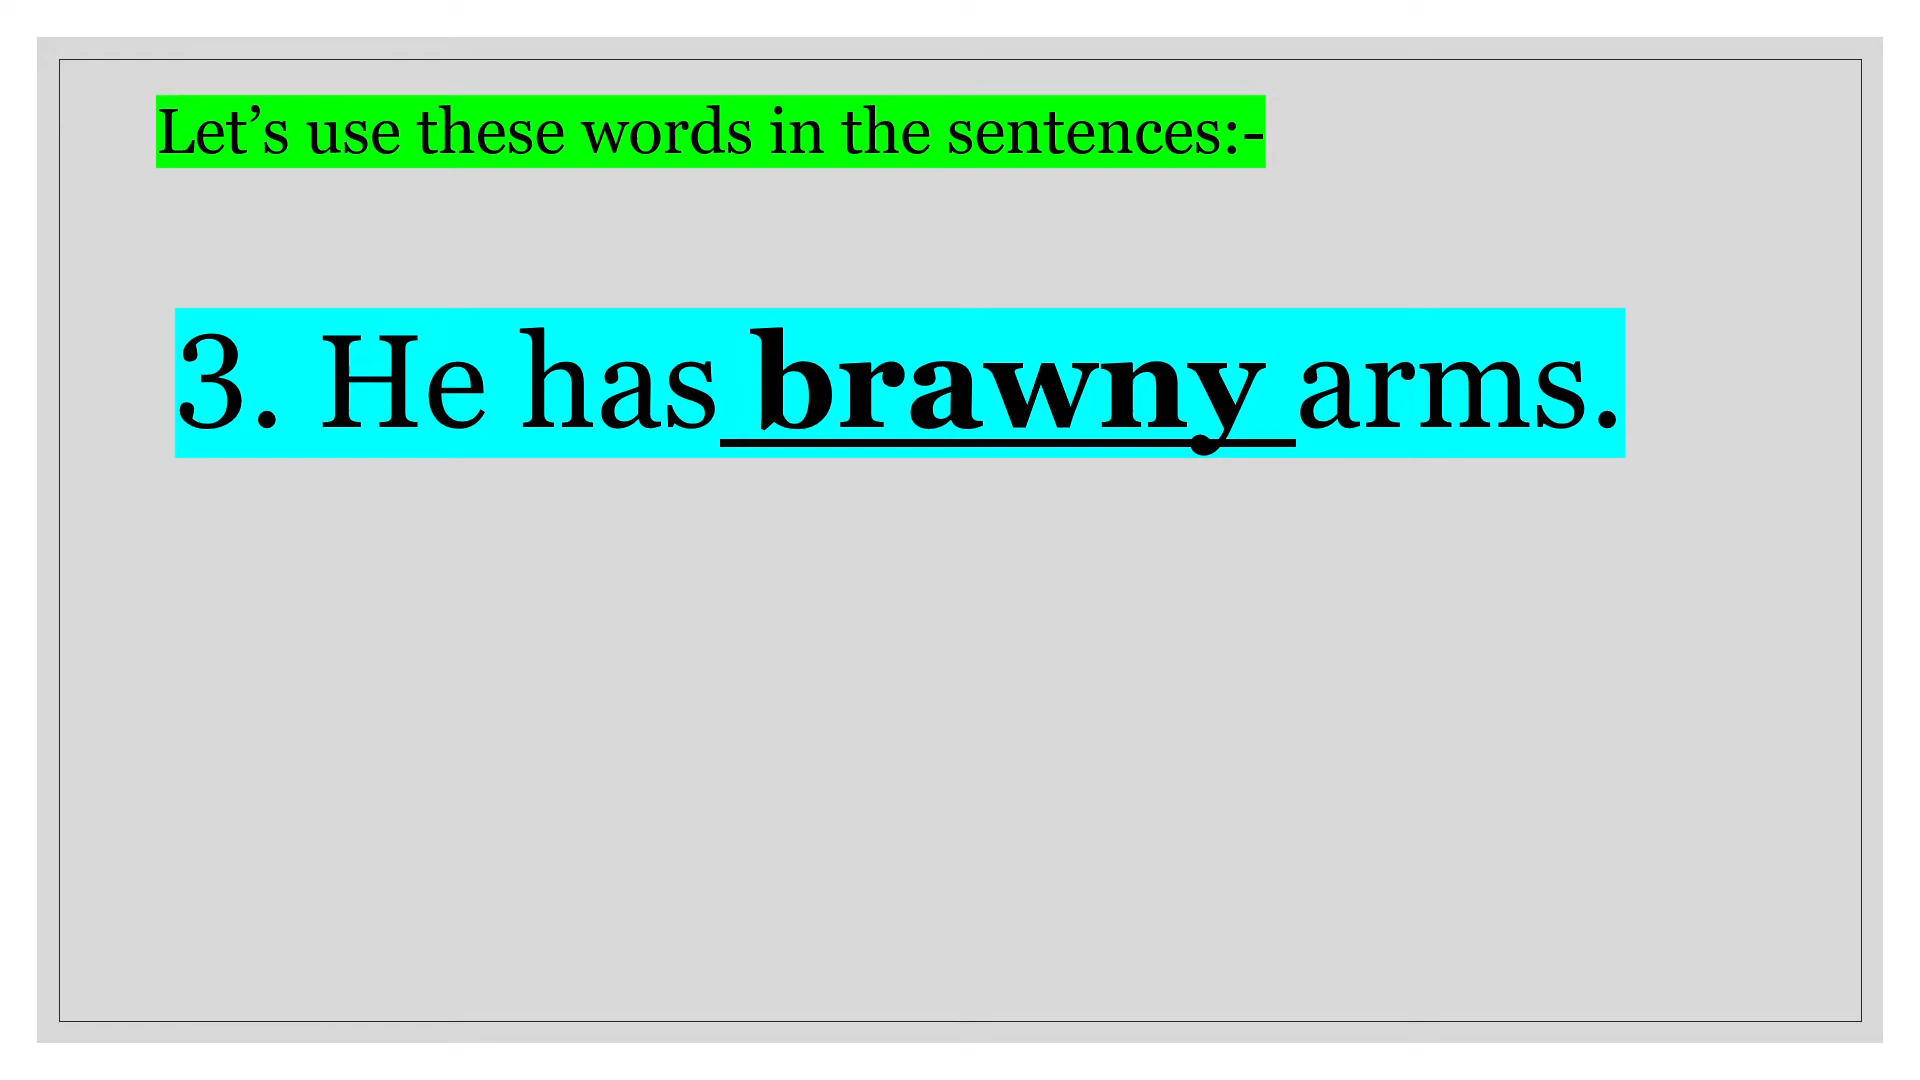 Let’s use these words in the sentences:-
3. He has brawny arms.